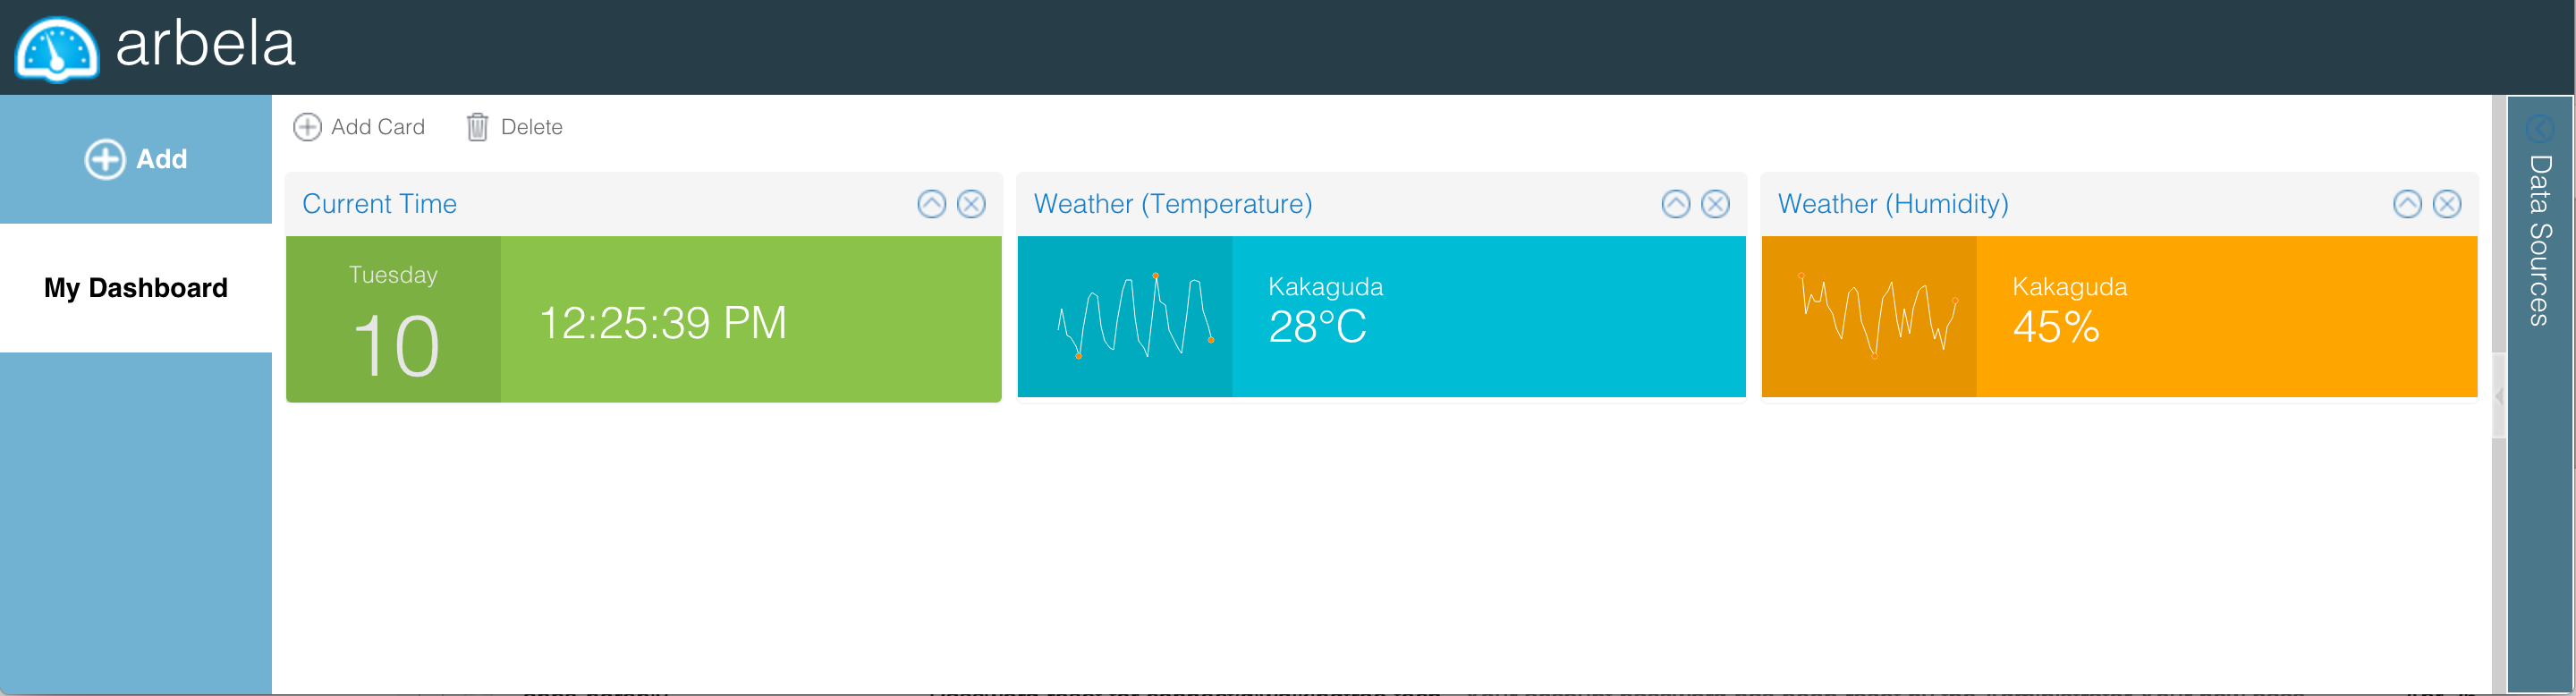 arbela
Add
My Dashboard
Add Card
Delete
Current Time
Tuesday
10
12:25:39 PM
Weather (Temperature)
Kakaguda
28°C
Weather (Humidity)
Kakaguda
45%
Data Sources